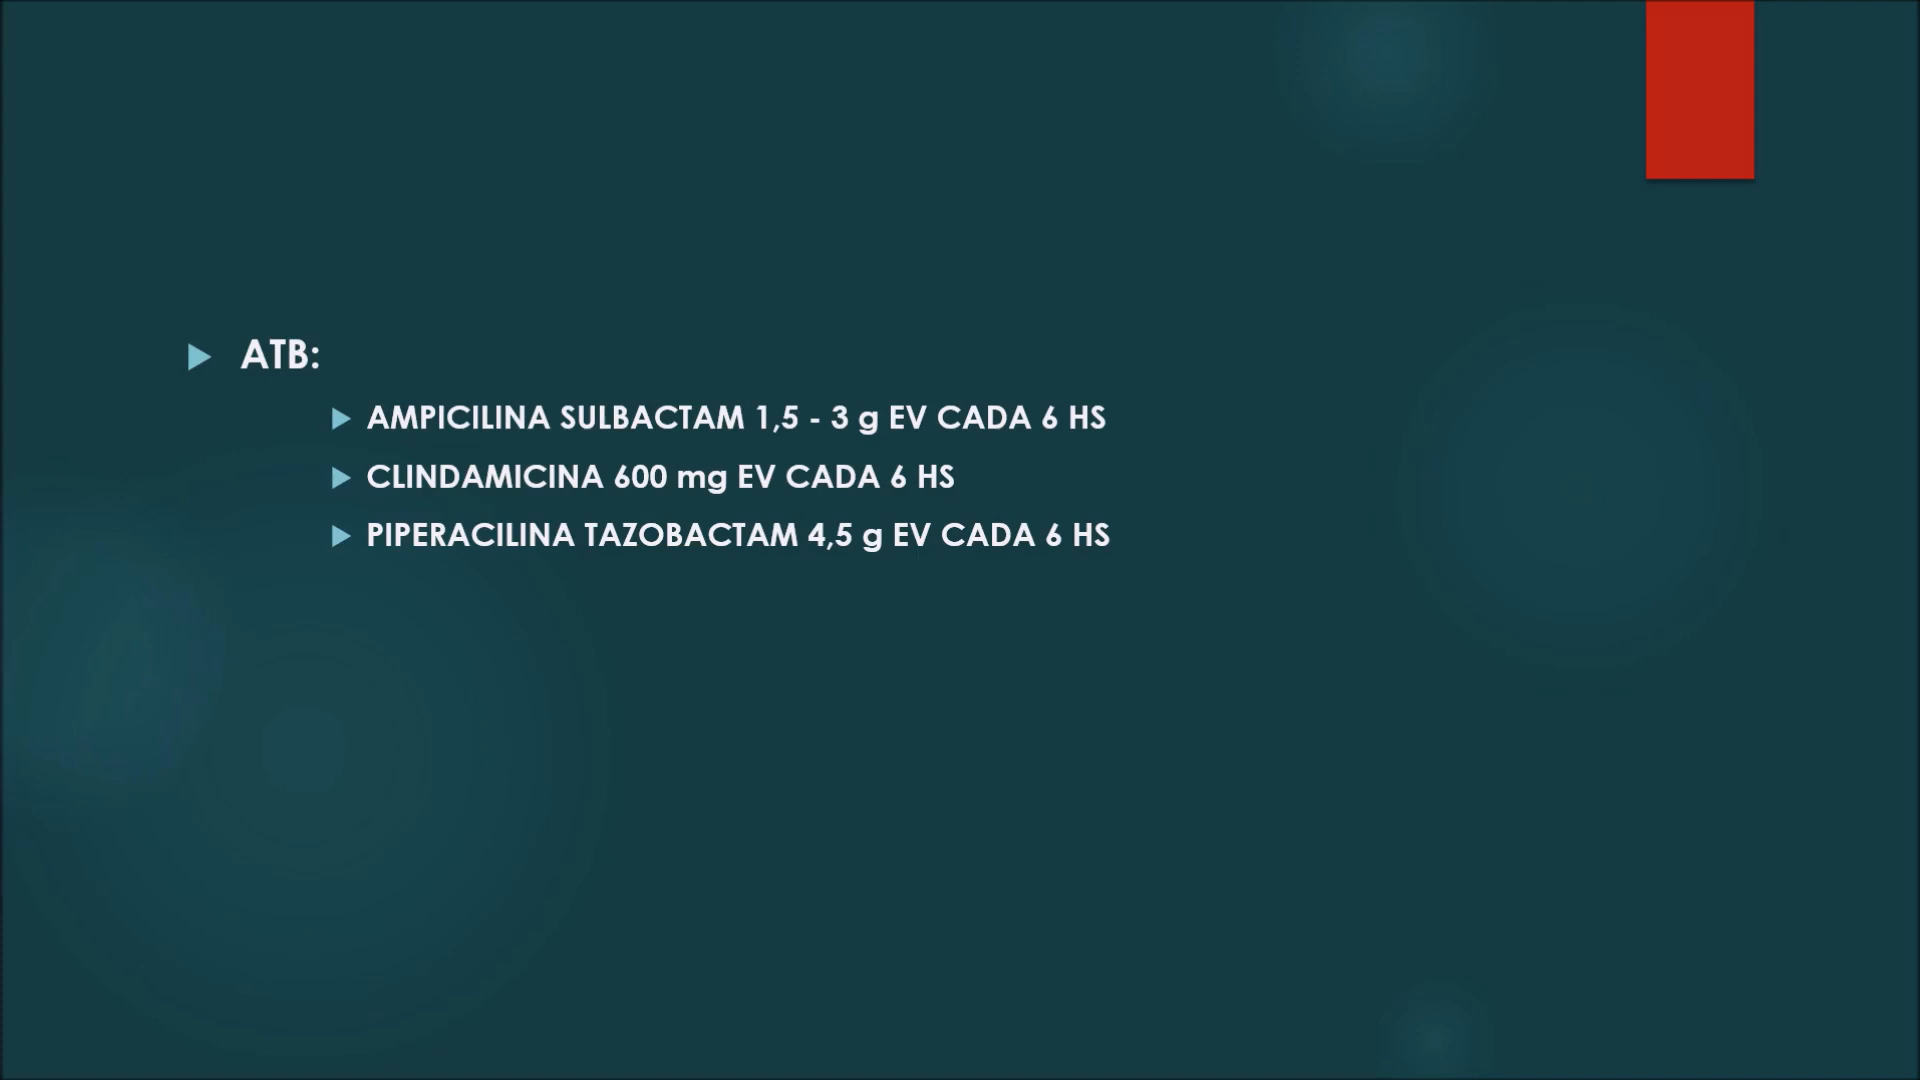 ATB:
AMPICILINA SULBACTAM 1,5 - 3 g EV CADA 6 HS
CLINDAMICINA 600 mg EV CADA 6 HS
PIPERACILINA TAZOBACTAM 4,5 g EV CADA 6 HS